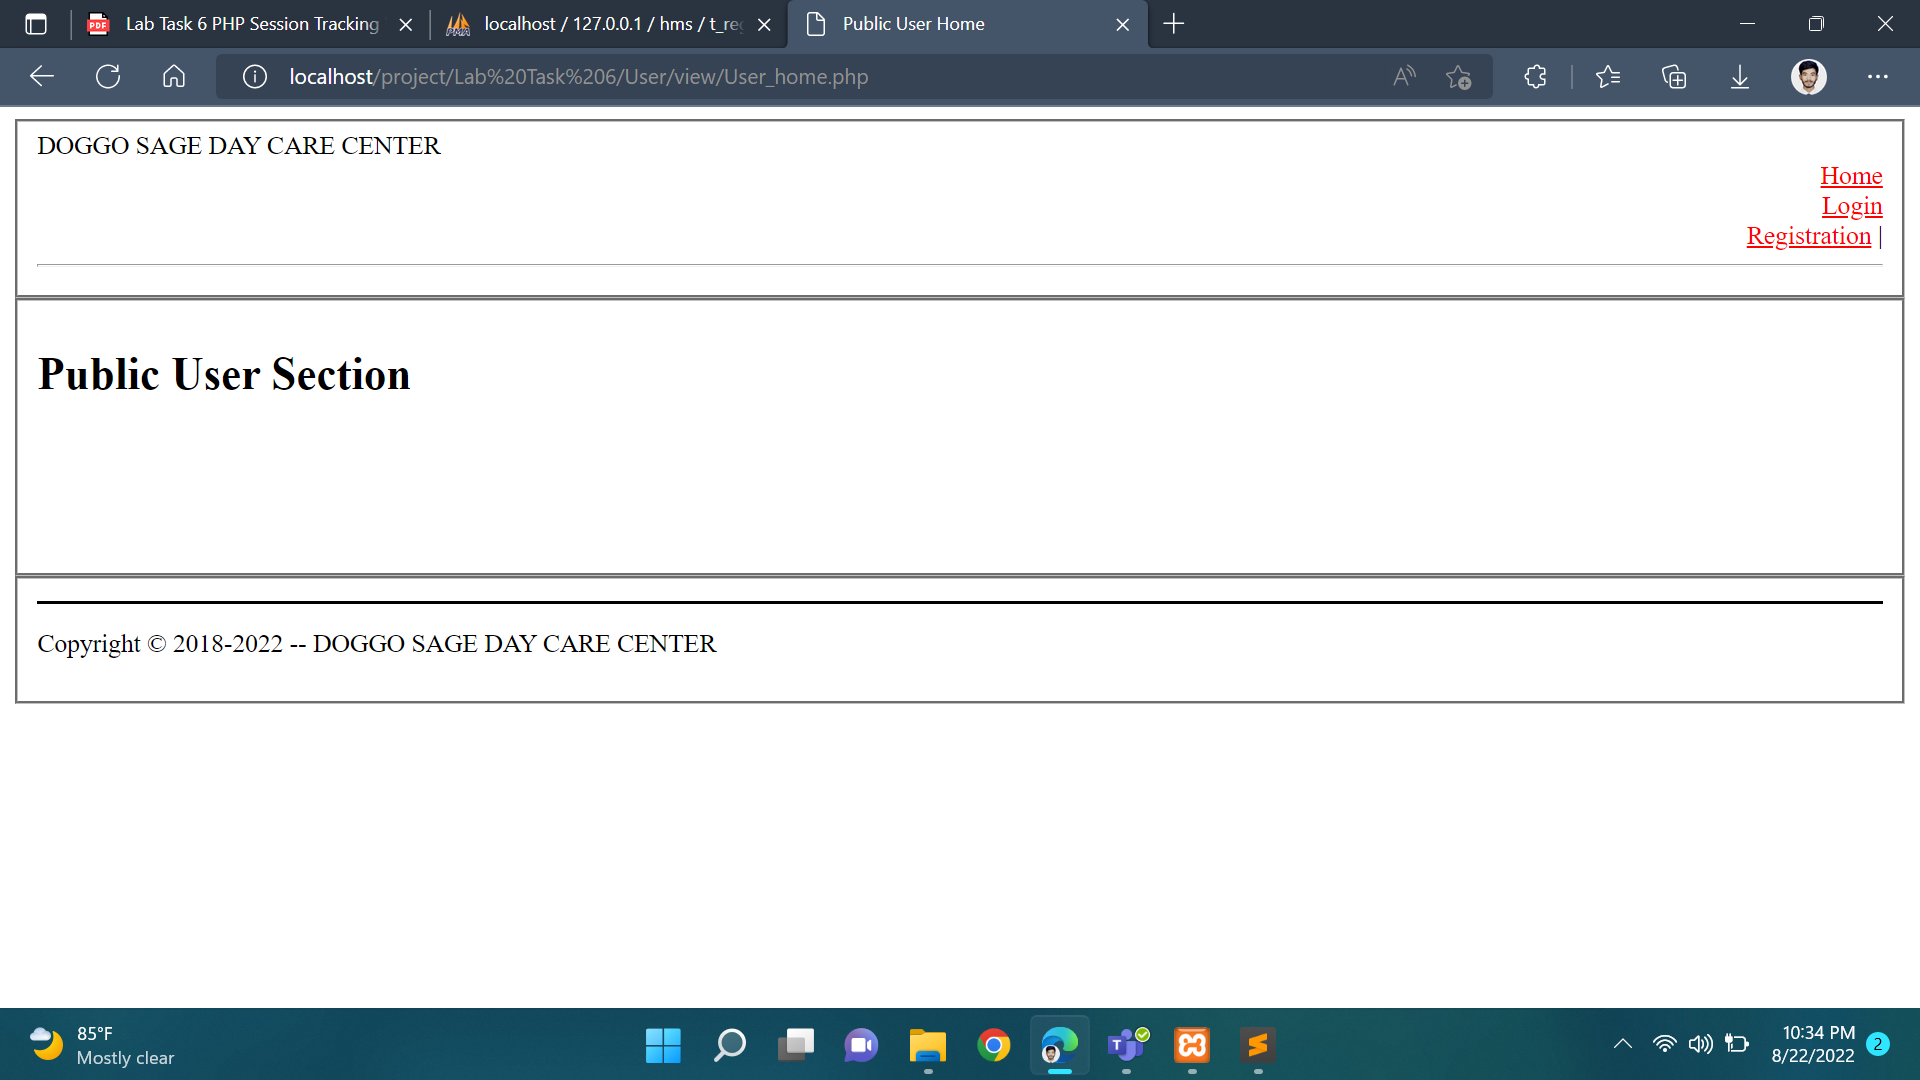 Lab Task 6 PHP Session Tracking
localhost / 127.0.0.1 / hms / t_reg
Public User Home
localhost/project/Lab%20Task%206/User/view/User_home.php
DOGGO SAGE DAY CARE CENTER
Home
Login
Registration |
Public User Section
Copyright © 2018-2022 -- DOGGO SAGE DAY CARE CENTER
85°F
Mostly clear
10:34 PM
8/22/2022
2